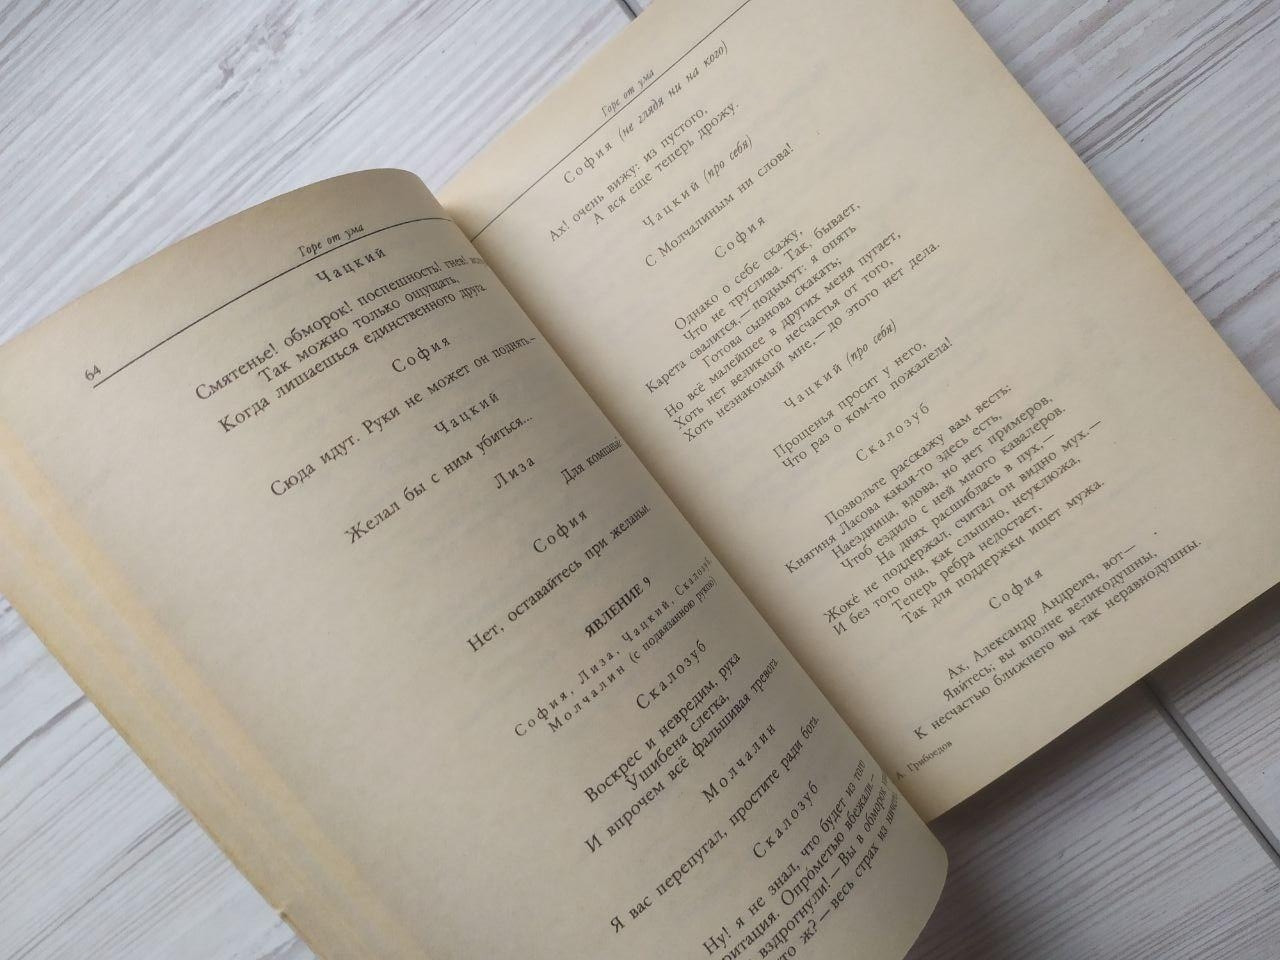 64
Горе от ума
Чацкий
Смятенье! обморок! поспешность! гнев!
Так можно только ощущать,
Когда лишаешься единственного друга.
София
Сюда идут. Руки не может он поднять.—
Чацкий
Желал бы с ним убиться...
Лиза
Для компаньи
София
Нет, оставайтесь при желаньи.
ЯВЛЕНИЕ 9
София, Лиза, Чацкий, Скалозуб,
Молчалин (с подвязанною рукою)
Скалозуб
Воскрес и невредим, рука
Ушибена слегка,
И впрочем всё фальшивая тревога.
Молчалин
Я вас перепугал, простите ради бога.
Скалозуб
Ну! я не знал, что будет из того
ритация. Опрóметью вбежали.—
вздрогнули! — Вы в обморок
то ж? — весь страх из
Горе от ума
София (не глядя ни на кого)
Ах! очень вижу: из пустого,
А вся еще теперь дрожу.
Чацкий (про себя)
С Молчалиным ни слова!
София
Однако о себе скажу,
Что не труслива. Так, бывает,
Карета свалится,— подымут: я опять
Готова сызнова скакать;
Но всё малейшее в других меня пугает,
Хоть нет великого несчастья от того,
Хоть незнакомый мне,— до этого нет дела.
Чацкий (про себя)
Прощенья просит у него,
Что раз о ком-то пожалела!
Скалозуб
Позвольте расскажу вам весть:
Княгиня Ласова какая-то здесь есть,
Наездница, вдова, но нет примеров,
Чтоб ездило с ней много кавалеров.
На днях расшиблась в пух,—
Жокé не поддержал, считал он видно мух.—
И без того она, как слышно, неуклюжа,
Теперь ребра недостает,
Так для поддержки ищет мужа.
София
Ах, Александр Андреич, вот—
Яви́тесь; вы вполне великодушны,
К несчастью ближнего вы так неравнодушны.
А. Грибоедов